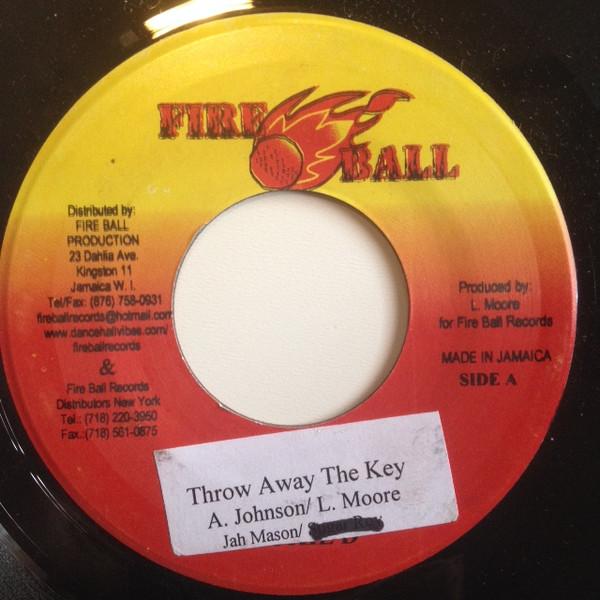 FIRE BALL
Distributed by:
FIRE BALL
PRODUCTION
23 Dahlia Ave.
Kingston 11
Jamaica W. I.
Tel/Fax: (876) 758-0931
fireballrecords@hotmail.com
www.dancehallvibes.com/
fireballrecords
&
Fire Ball Records
Distributors New York
Tel.: (718) 220-3950
Fax.:(718) 561-0875
Produced by:
L. Moore
for Fire Ball Records
MADE IN JAMAICA
SIDE A
Throw Away The Key
A. Johnson/ L. Moore
Jah Mason/